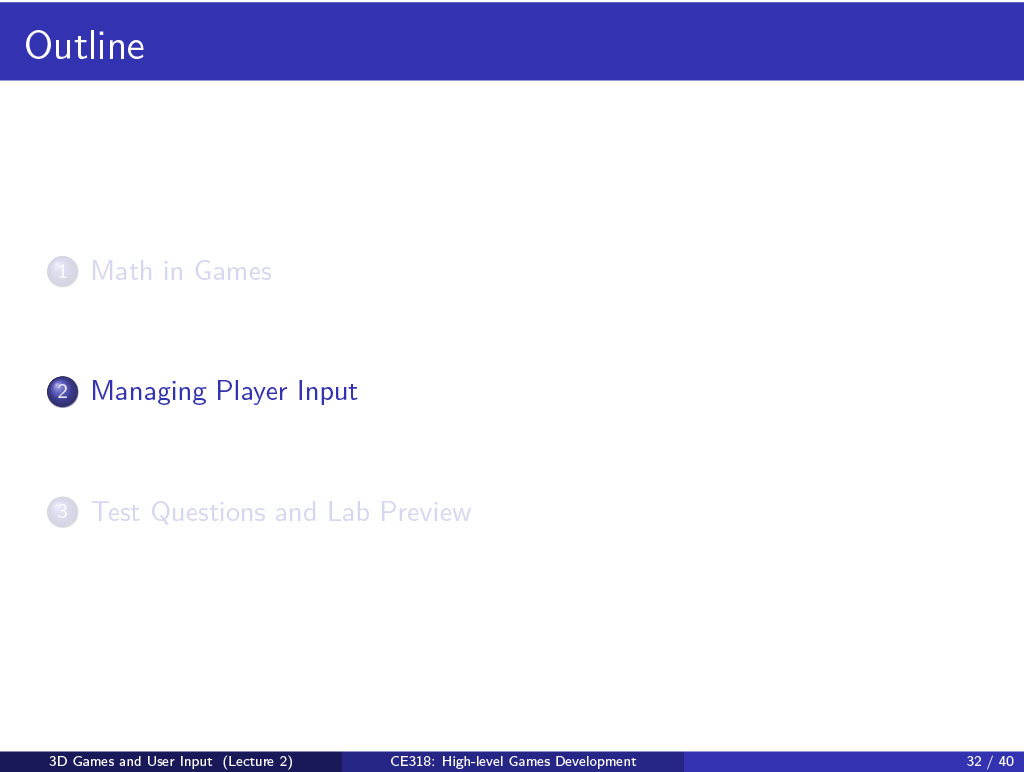 Outline
1 Math in Games
2 Managing Player Input
3 Test Questions and Lab Preview
3D Games and User Input (Lecture 2) CE318: High-level Games Development 32 / 40